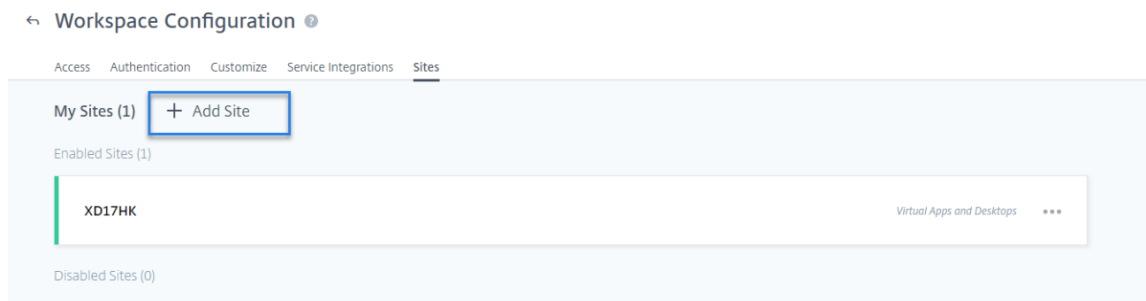 Workspace Configuration
Access Authentication Customize Service Integrations Sites
My Sites (1) + Add Site
Enabled Sites (1)
XD17HK Virtual Apps and Desktops
Disabled Sites (0)